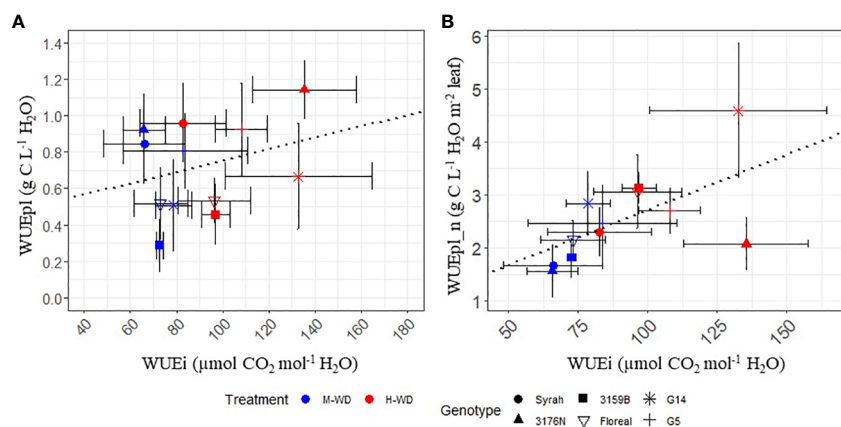 A
WUEpl (g C L-1 H2O)
1.4
1.2
1.0
0.8
0.6
0.4
0.2
0.0
40 60 80 100 120 140 160 180
WUEi (µmol CO2 mol-1 H2O)
B
WUEpl_n (g C L-1 H2O m-2 leaf)
6
5
4
3
2
1
50 75 100 125 150
WUEi (µmol CO2 mol-1 H2O)
Treatment M-WD H-WD
Genotype
Syrah 3159B G14
3176N Floreal G5